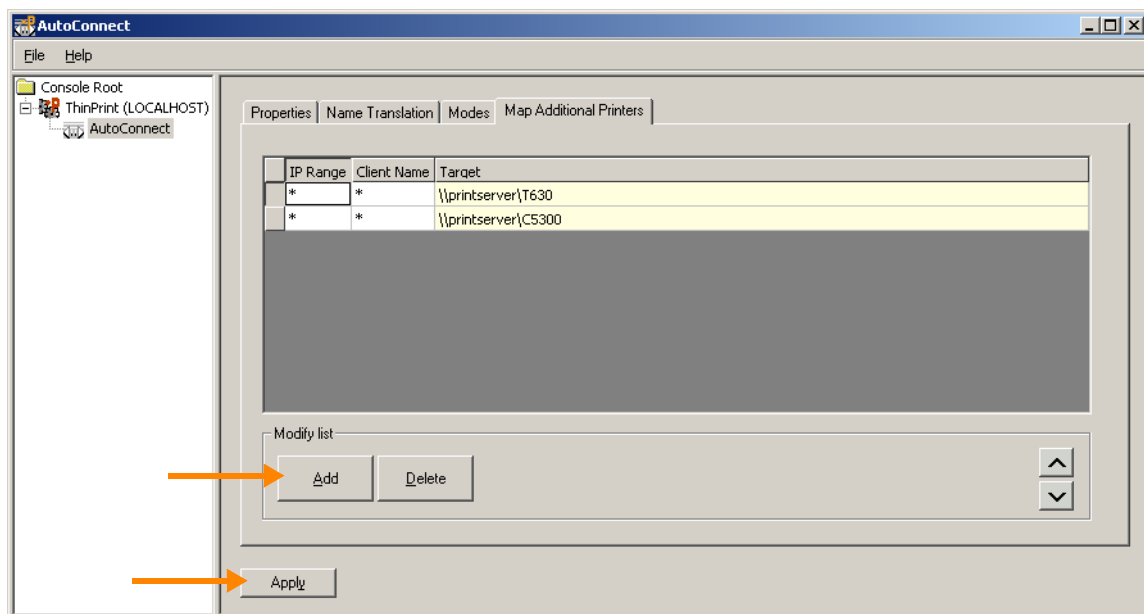 AutoConnect
File Help
Console Root
ThinPrint (LOCALHOST)
AutoConnect
Properties Name Translation Modes Map Additional Printers
IP Range Client Name Target
* * \\printserver\T630
* * \\printserver\C5300
Modify list
Add Delete
Apply